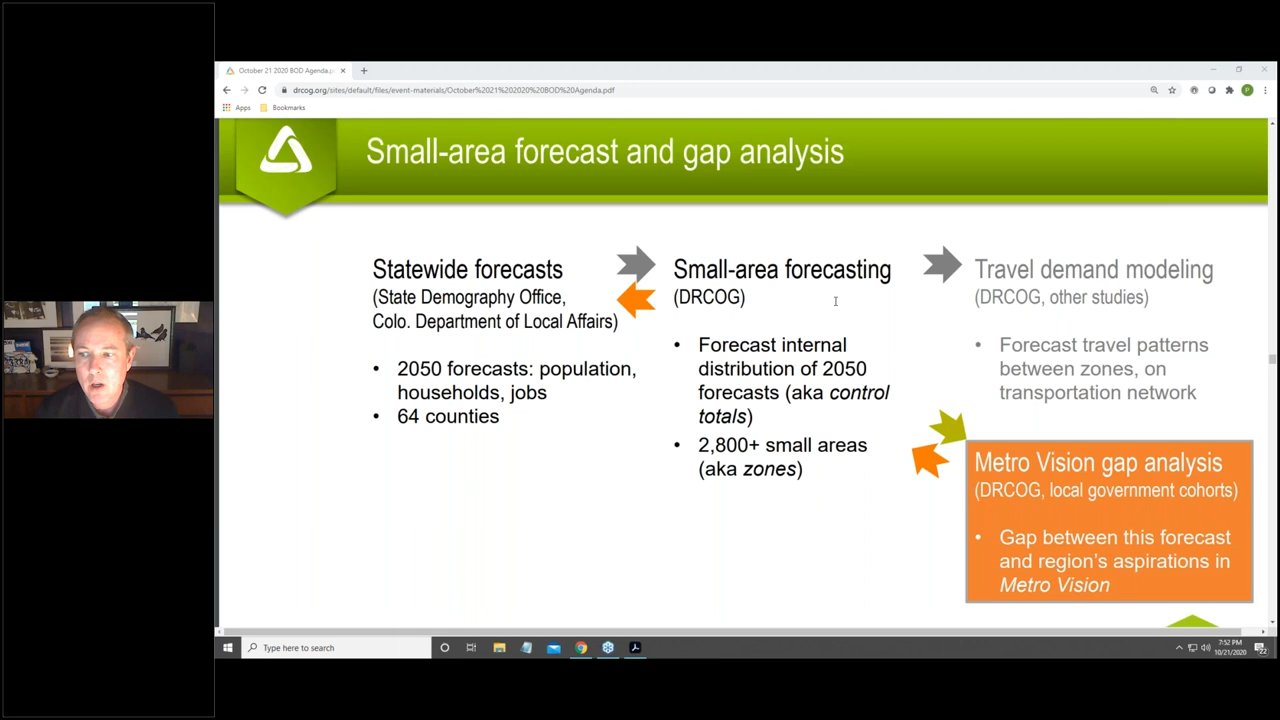 October 21 2020 BOD Agenda.p
drcog.org/sites/default/files/event-materials/October%2021%202020%20BOD%20Agenda.pdf
Apps
Bookmarks
Small-area forecast and gap analysis
Statewide forecasts
(State Demography Office,
Colo. Department of Local Affairs)
• 2050 forecasts: population,
households, jobs
• 64 counties
Small-area forecasting
(DRCOG)
• Forecast internal
distribution of 2050
forecasts (aka control
totals)
• 2,800+ small areas
(aka zones)
Travel demand modeling
(DRCOG, other studies)
• Forecast travel patterns
between zones, on
transportation network
Metro Vision gap analysis
(DRCOG, local government cohorts)
• Gap between this forecast
and region's aspirations in
Metro Vision
Type here to search
7:52 PM
10/21/2020
22